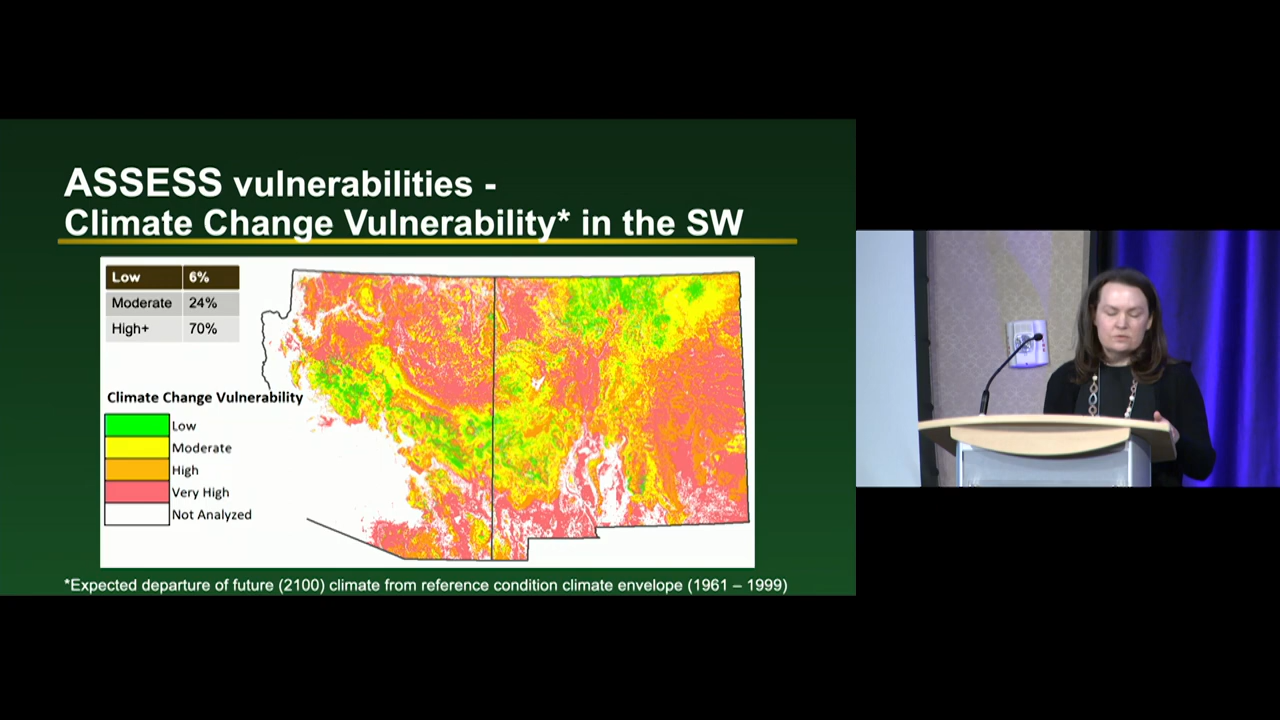 ASSESS vulnerabilities -
Climate Change Vulnerability* in the SW
Low 6%
Moderate 24%
High+ 70%
Climate Change Vulnerability
Low
Moderate
High
Very High
Not Analyzed
*Expected departure of future (2100) climate from reference condition climate envelope (1961 – 1999)